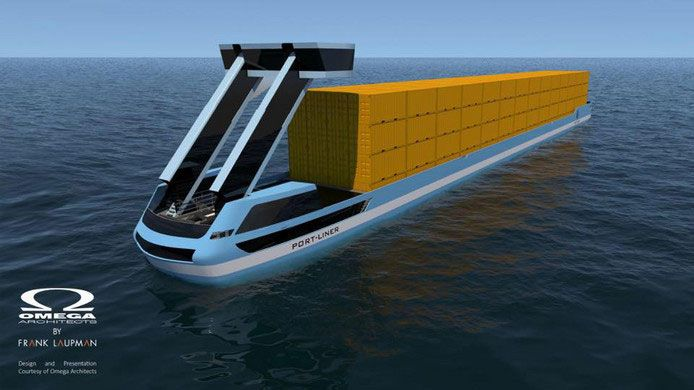 PORT-LINER
OMEGA
ARCHITECTS
BY
FRANK LAUPMAN
Design and Presentation
Courtesy of Omega Architects